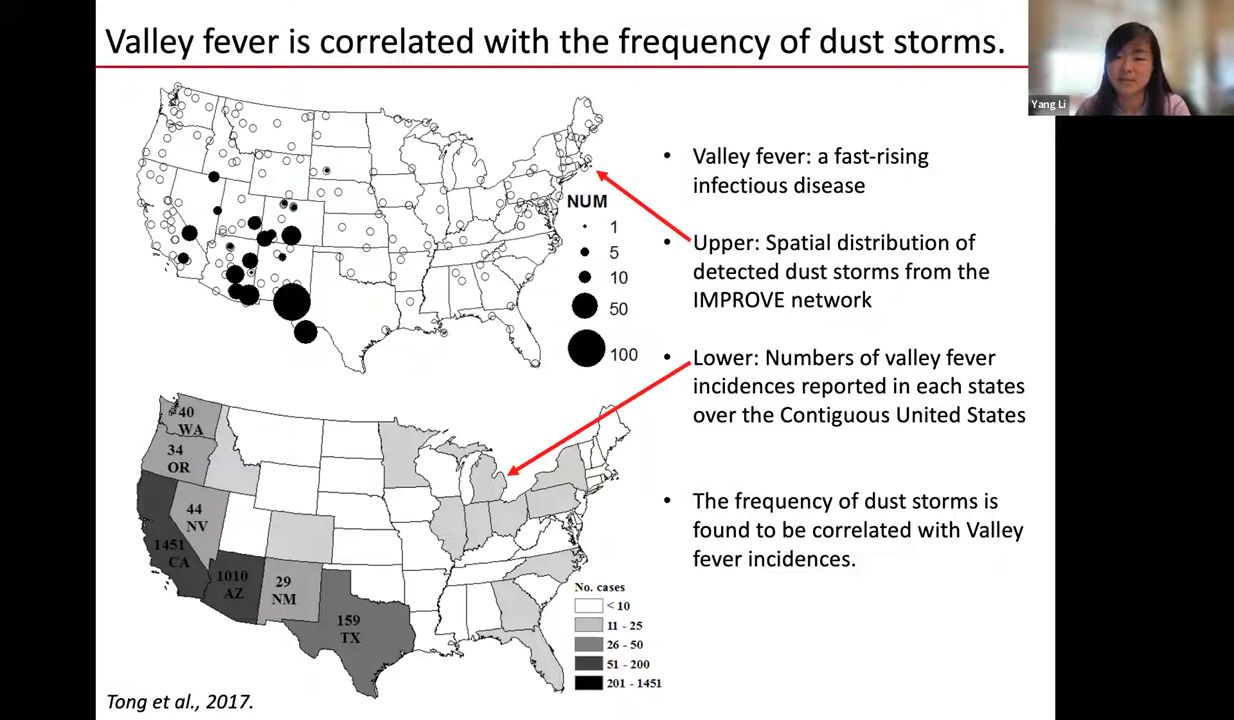 Valley fever is correlated with the frequency of dust storms.
Yang Li
NUM
1
5
10
50
100
• Valley fever: a fast-rising
infectious disease
• Upper: Spatial distribution of
detected dust storms from the
IMPROVE network
• Lower: Numbers of valley fever
incidences reported in each states
over the Contiguous United States
• The frequency of dust storms is
found to be correlated with Valley
fever incidences.
40
WA
34
OR
44
NV
1451
CA
1010
AZ
29
NM
159
TX
No. cases
< 10
11 - 25
26 - 50
51 - 200
201 - 1451
Tong et al., 2017.